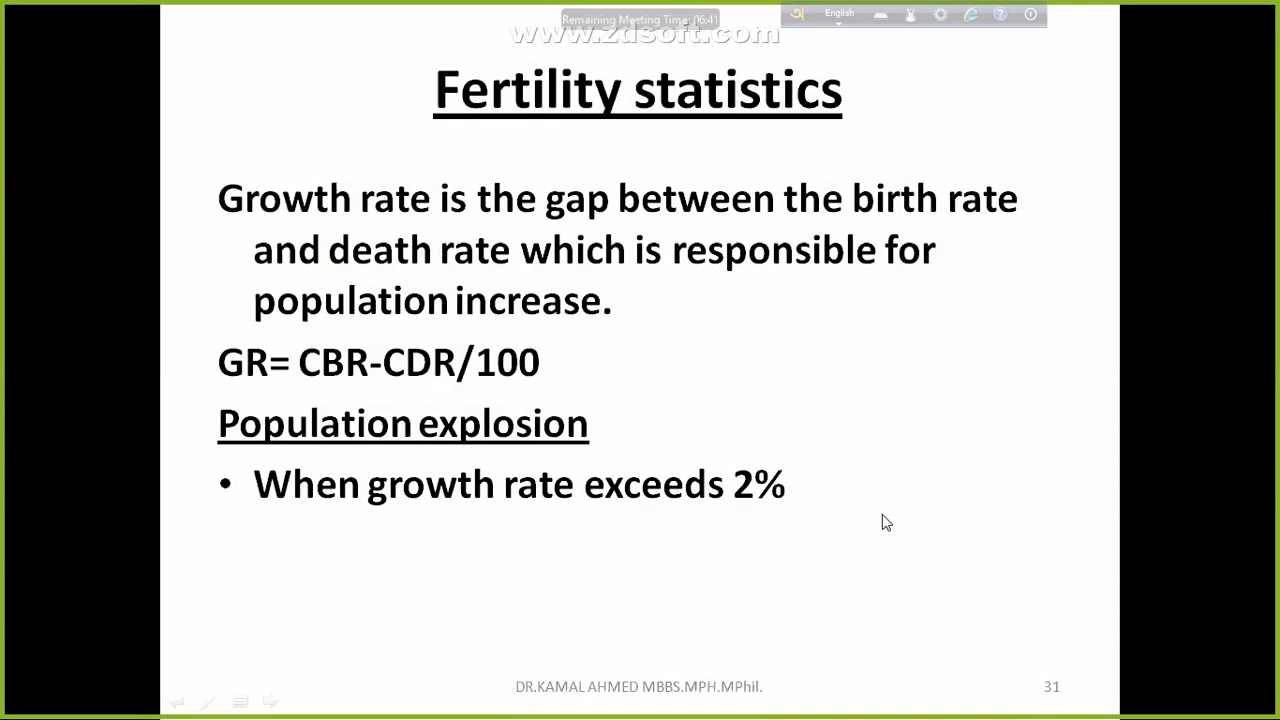 Remaining Meeting Time: 06:41
English
www.zdsoft.com
Fertility statistics
Growth rate is the gap between the birth rate
and death rate which is responsible for
population increase.
GR= CBR-CDR/100
Population explosion
• When growth rate exceeds 2%
DR.KAMAL AHMED MBBS.MPH.MPhil.
31